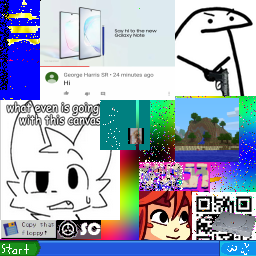 Say hi to the new
Galaxy Note
George Harris SR • 24 minutes ago
Hi
what even is going
with this canvas
Copy that
floppy!
SC
Start